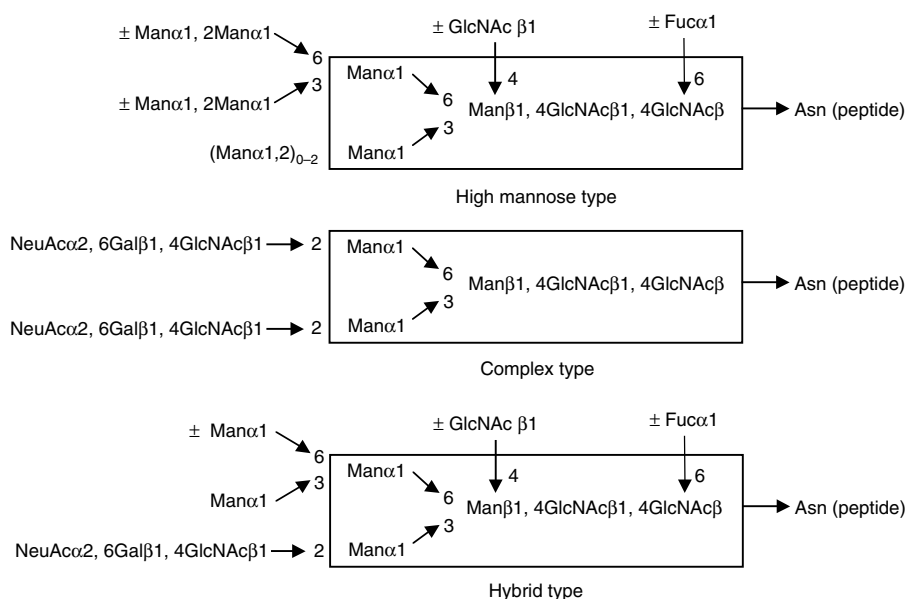 ± Manα1, 2Manα1
± GlcNAc β1
± Fucα1
6
3
Manα1
4
6
± Manα1, 2Manα1
6
Manβ1, 4GlcNAcβ1, 4GlcNAcβ
Asn (peptide)
3
(Manα1,2)0–2
Manα1
High mannose type
NeuAcα2, 6Galβ1, 4GlcNAcβ1
2
Manα1
6
Manβ1, 4GlcNAcβ1, 4GlcNAcβ
Asn (peptide)
3
NeuAcα2, 6Galβ1, 4GlcNAcβ1
2
Manα1
Complex type
± Manα1
± GlcNAc β1
± Fucα1
6
3
Manα1
4
6
Manα1
6
Manβ1, 4GlcNAcβ1, 4GlcNAcβ
Asn (peptide)
3
NeuAcα2, 6Galβ1, 4GlcNAcβ1
2
Manα1
Hybrid type